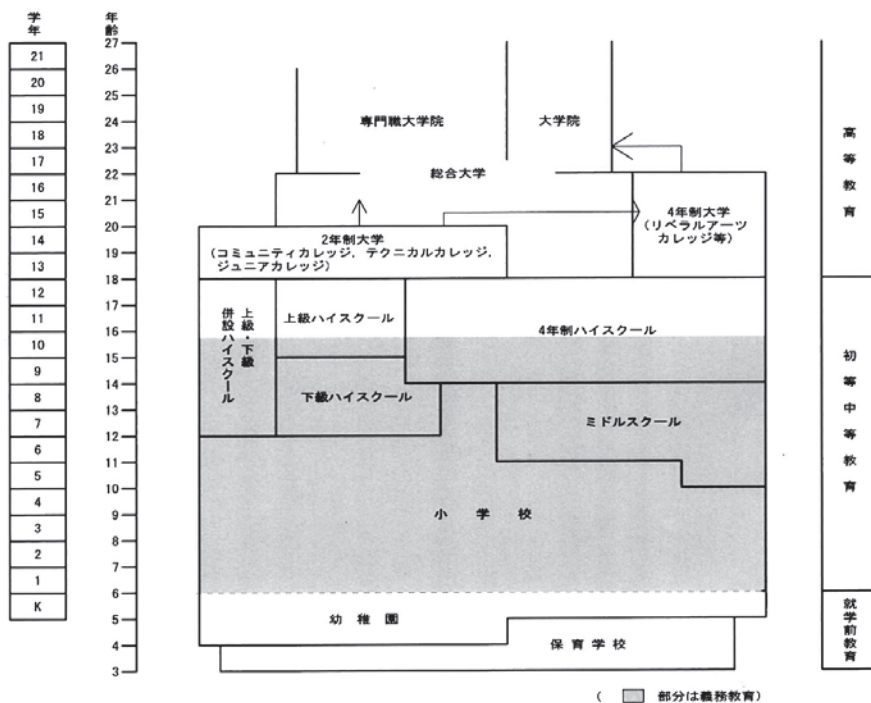 学年
年齢
21
20
19
18
17
16
15
14
13
12
11
10
9
8
7
6
5
4
3
2
1
K
27
26
25
24
23
22
21
20
19
18
17
16
15
14
13
12
11
10
9
8
7
6
5
4
3
専門職大学院
大学院
総合大学
4年制大学
(リベラルアーツ
カレッジ等)
2年制大学
(コミュニティカレッジ,テクニカルカレッジ,
ジュニアカレッジ)
上級・下級
併設ハイスクール
上級ハイスクール
4年制ハイスクール
下級ハイスクール
ミドルスクール
小学校
幼稚園
保育学校
高等教育
初等中等教育
就学前教育
( 部分は義務教育)